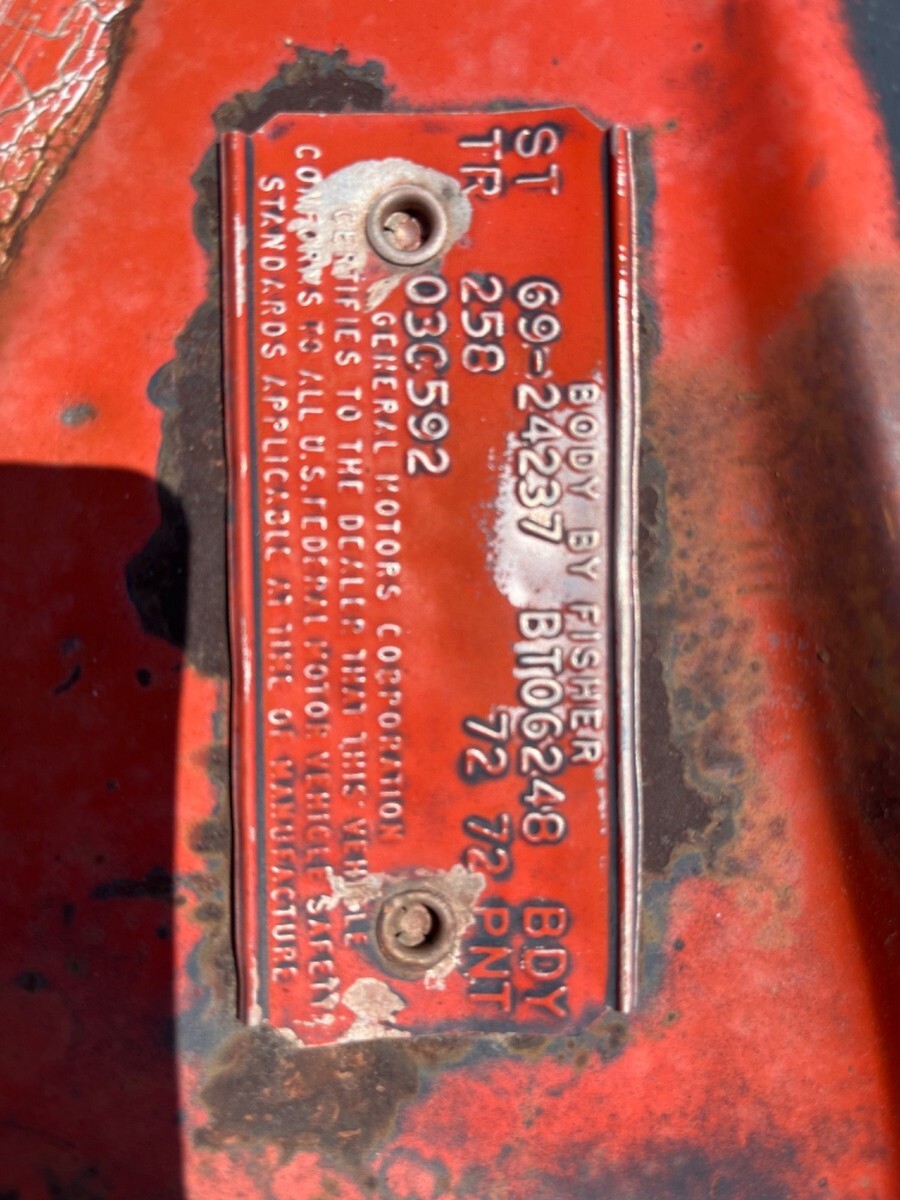 BODY BY FISHER
ST 69-24237 BT06248 BDY
TR 258 72 72 PNT
03C592
GENERAL MOTORS CORPORATION
CERTIFIES TO THE DEALER THAT THIS VEHICLE
CONFORMS TO ALL U.S. FEDERAL MOTOR VEHICLE SAFETY
STANDARDS APPLICABLE AT TIME OF MANUFACTURE